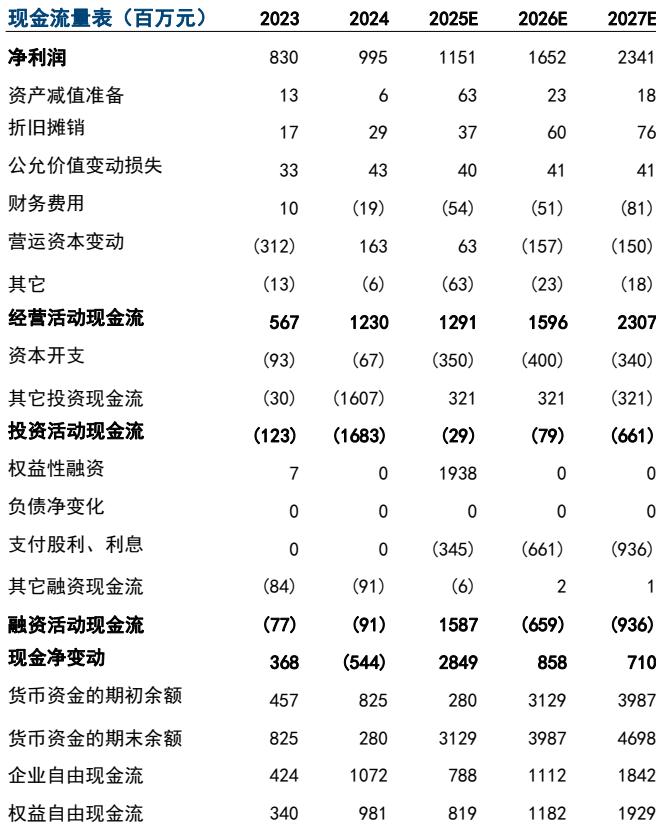 现金流量表（百万元） 2023 2024 2025E 2026E 2027E
净利润 830 995 1151 1652 2341
资产减值准备 13 6 63 23 18
折旧摊销 17 29 37 60 76
公允价值变动损失 33 43 40 41 41
财务费用 10 (19) (54) (51) (81)
营运资本变动 (312) 163 63 (157) (150)
其它 (13) (6) (63) (23) (18)
经营活动现金流 567 1230 1291 1596 2307
资本开支 (93) (67) (350) (400) (340)
其它投资现金流 (30) (1607) 321 321 (321)
投资活动现金流 (123) (1683) (29) (79) (661)
权益性融资 7 0 1938 0 0
负债净变化 0 0 0 0 0
支付股利、利息 0 0 (345) (661) (936)
其它融资现金流 (84) (91) (6) 2 1
融资活动现金流 (77) (91) 1587 (659) (936)
现金净变动 368 (544) 2849 858 710
货币资金的期初余额 457 825 280 3129 3987
货币资金的期末余额 825 280 3129 3987 4698
企业自由现金流 424 1072 788 1112 1842
权益自由现金流 340 981 819 1182 1929